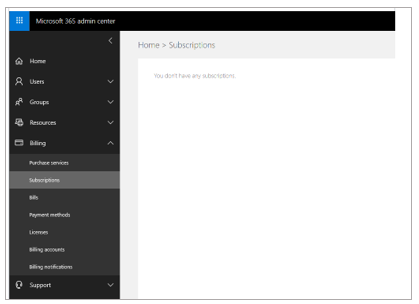 Microsoft 365 admin center
Home > Subscriptions
Home
You don't have any subscriptions.
Users
Groups
Resources
Billing
Purchase services
Subscriptions
Bills
Payment methods
Licenses
Billing accounts
Billing notifications
Support